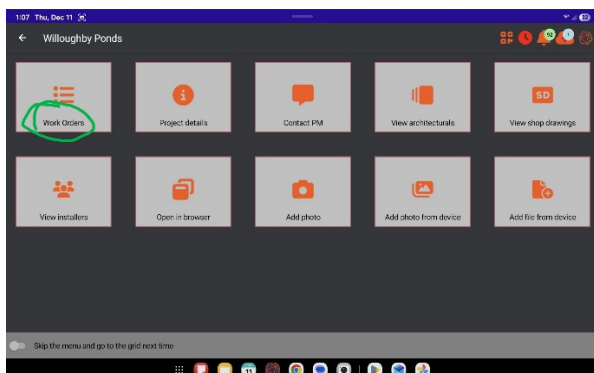 1:07 Thu, Dec 11
Willoughby Ponds
92
Work Orders
Project details
Contact PM
View architecturals
SD
View shop drawings
View installers
Open in browser
Add photo
Add photo from device
Add file from device
Skip the menu and go to the grid next time
11